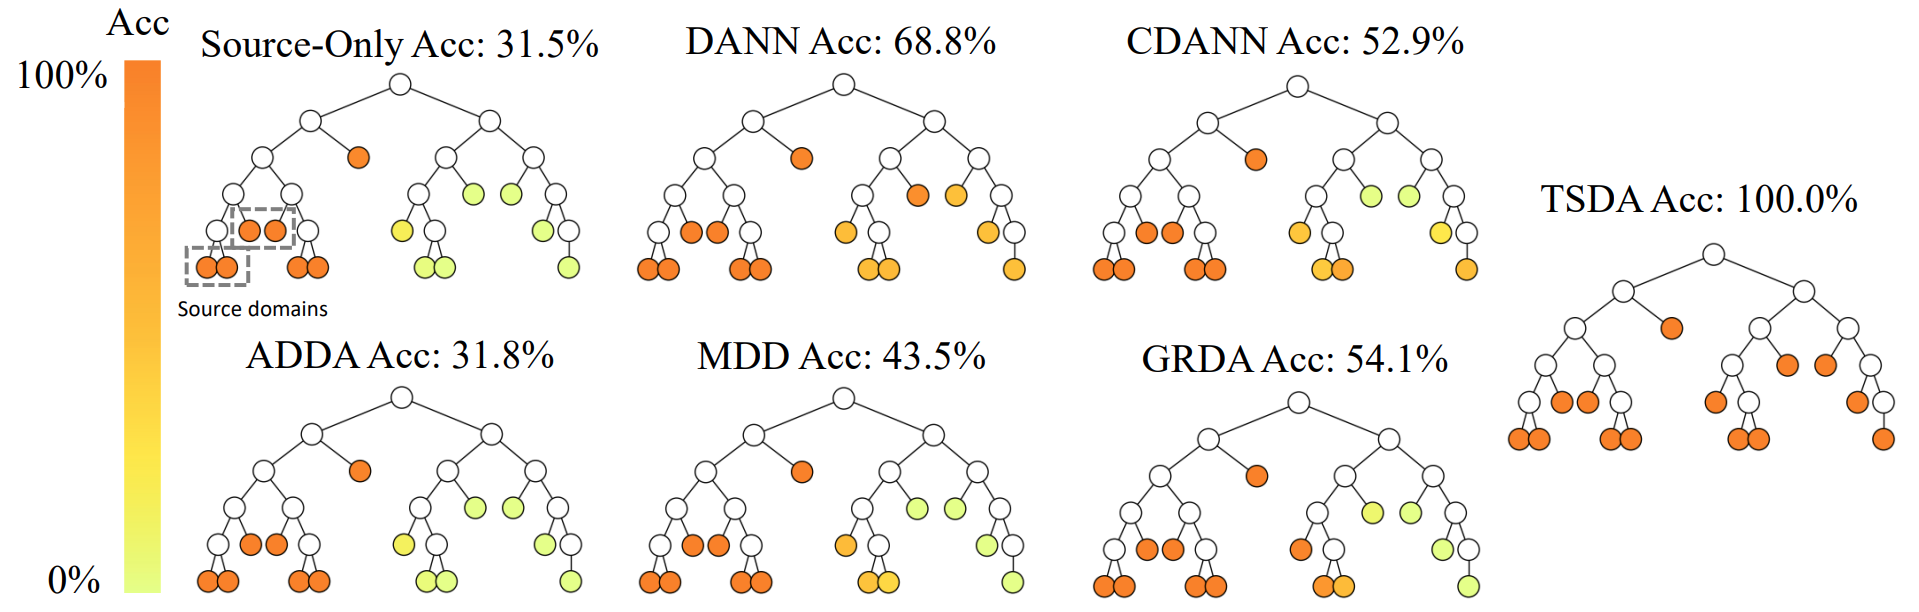 Acc
100%
0%
Source-Only Acc: 31.5%
Source domains
DANN Acc: 68.8%
CDANN Acc: 52.9%
TSDA Acc: 100.0%
ADDA Acc: 31.8%
MDD Acc: 43.5%
GRDA Acc: 54.1%